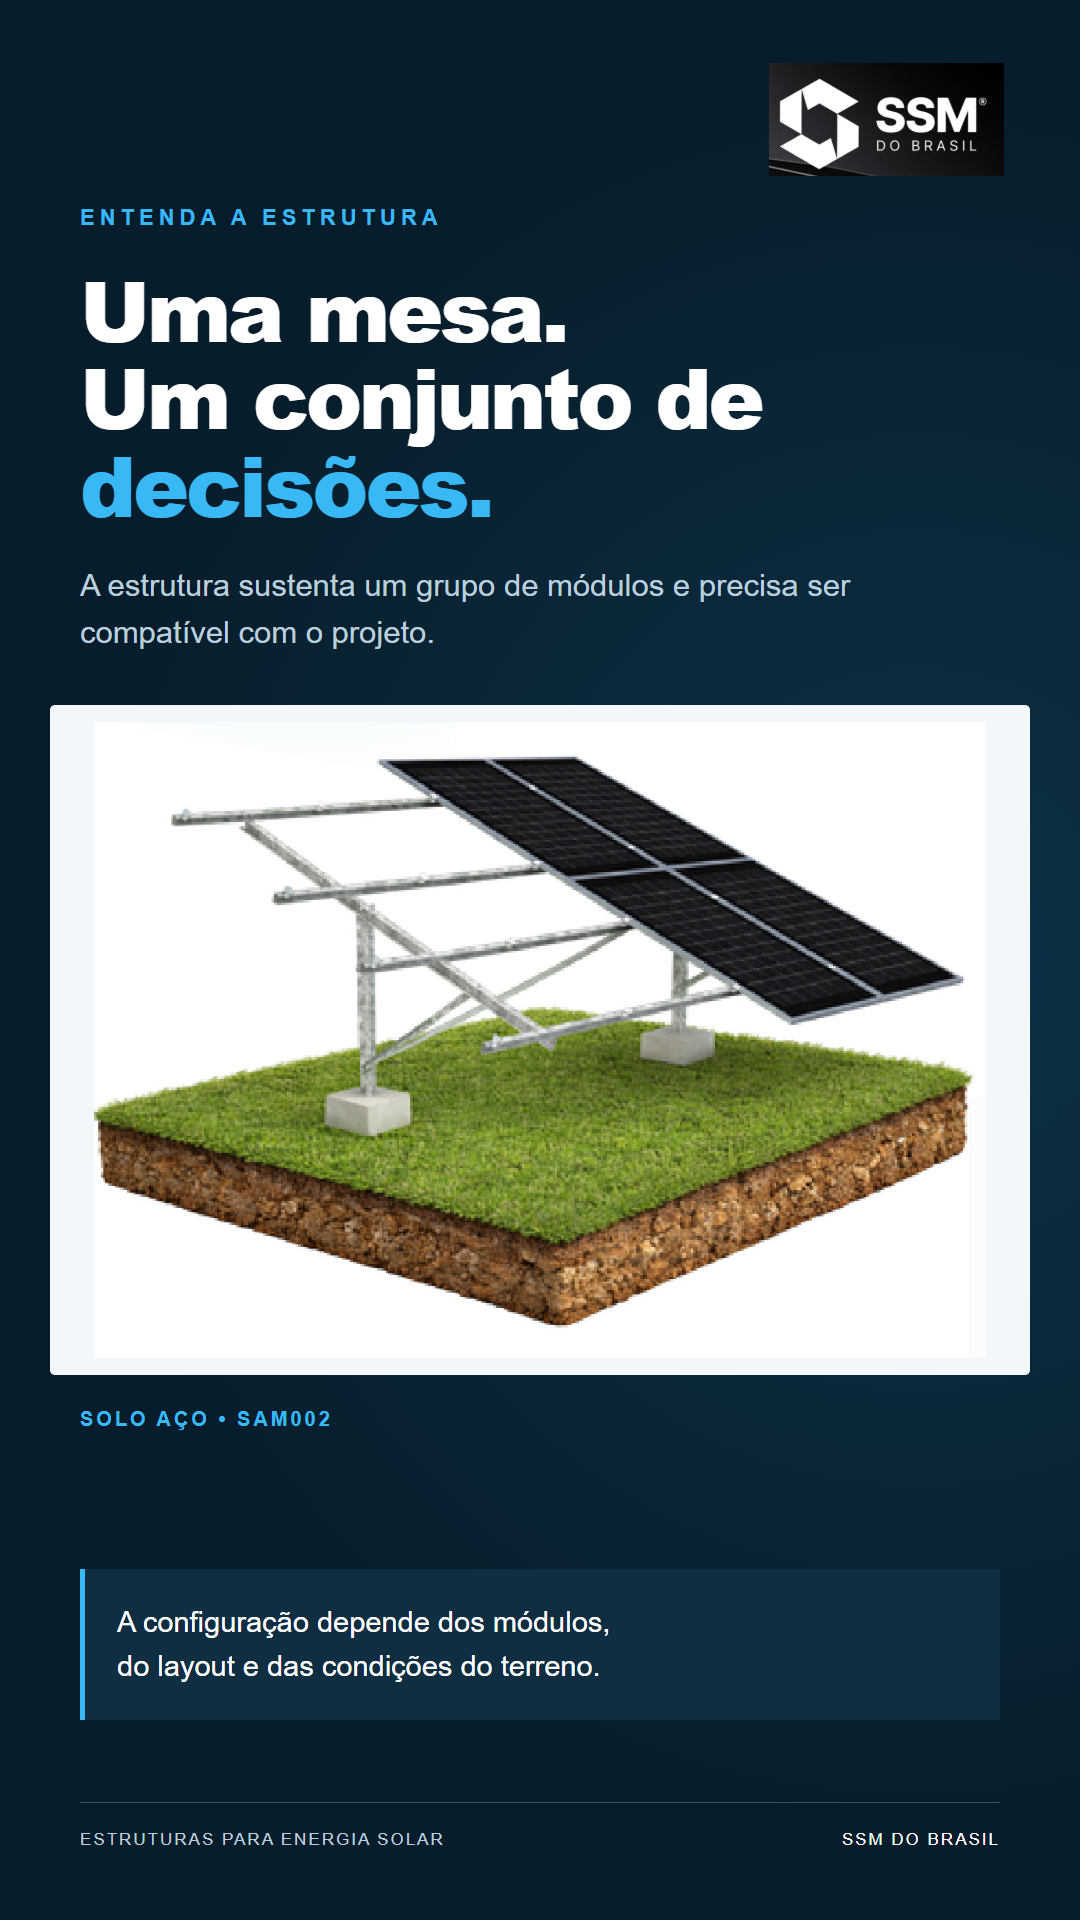 SSM®
DO BRASIL
ENTENDA A ESTRUTURA
Uma mesa.
Um conjunto de
decisões.
A estrutura sustenta um grupo de módulos e precisa ser
compatível com o projeto.
SOLO AÇO • SAM002
A configuração depende dos módulos,
do layout e das condições do terreno.
ESTRUTURAS PARA ENERGIA SOLAR
SSM DO BRASIL